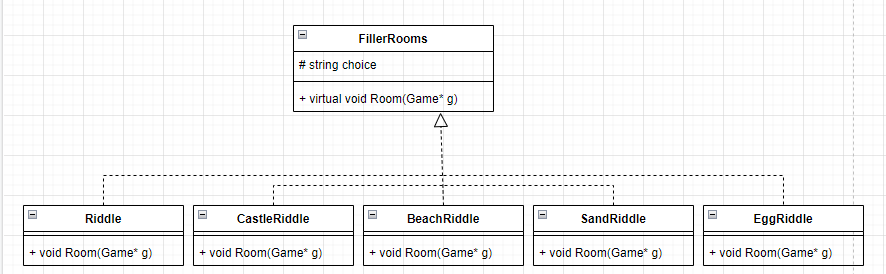 FillerRooms
# string choice
+ virtual void Room(Game* g)
Riddle
+ void Room(Game* g)
CastleRiddle
+ void Room(Game* g)
BeachRiddle
+ void Room(Game* g)
SandRiddle
+ void Room(Game* g)
EggRiddle
+ void Room(Game* g)